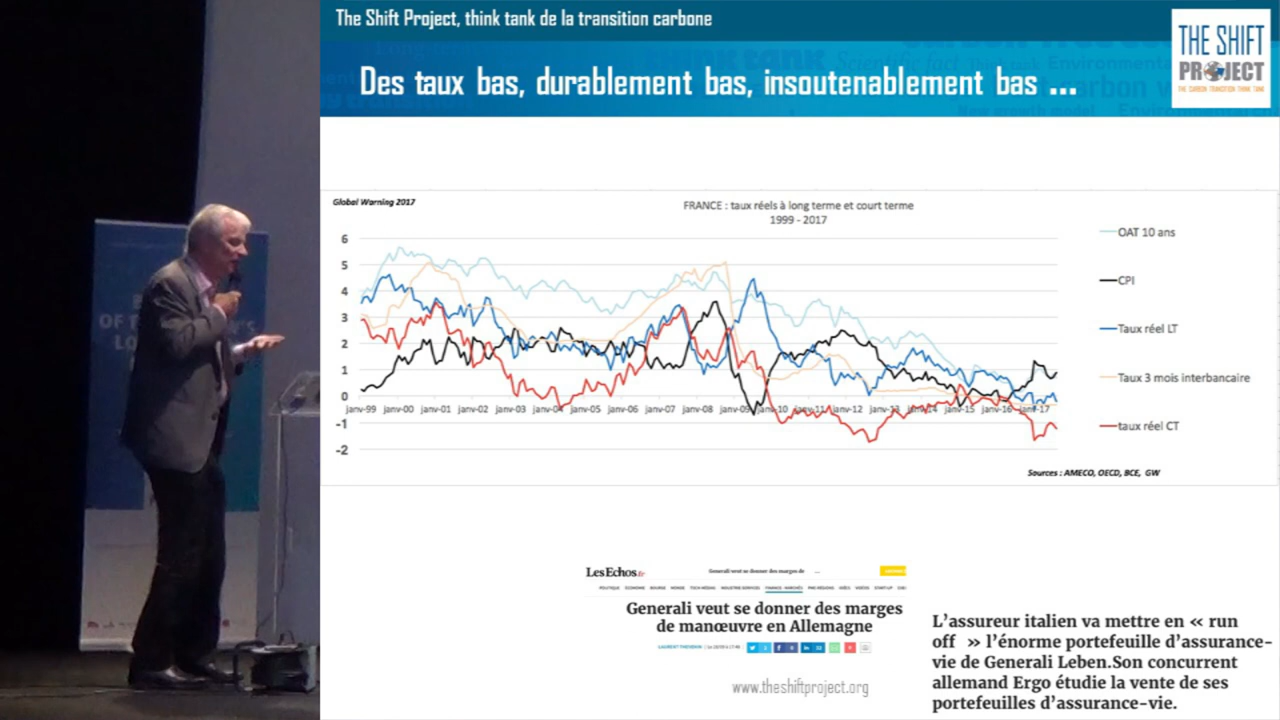 The Shift Project, think tank de la transition carbone
THE SHIFT
PROJECT
THE CARBON TRANSITION THINK TANK
Des taux bas, durablement bas, insoutenablement bas ...
Global Warning 2017
FRANCE : taux réels à long terme et court terme
1999 - 2017
6
5
4
3
2
1
0
-1
-2
janv-99 janv-00 janv-01 janv-02 janv-03 janv-04 janv-05 janv-06 janv-07 janv-08 janv-09 janv-10 janv-11 janv-12 janv-13 janv-14 janv-15 janv-16 janv-17
OAT 10 ans
CPI
Taux réel LT
Taux 3 mois interbancaire
taux réel CT
Sources : AMECO, OECD, BCE, GW
LesEchos.fr
Generali veut se donner des marges de ...
Generali veut se donner des marges
de manœuvre en Allemagne
L'assureur italien va mettre en « run
off » l'énorme portefeuille d'assurance-
vie de Generali Leben.Son concurrent
allemand Ergo étudie la vente de ses
portefeuilles d'assurance-vie.
www.theshiftproject.org